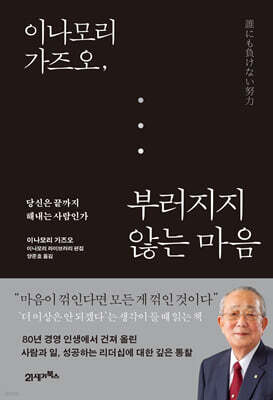 이나모리
가즈오,
誰にも負けない努力
당신은 끝까지
해내는 사람인가
부러지지
않는 마음
이나모리 가즈오
이나모리 라이브러리 편집
양준호 옮김
"마음이 꺾인다면 모든 게 꺾인 것이다"
'더 이상은 안 되겠다'는 생각이 들 때 읽는 책
80년 경영 인생에서 건져 올린
사람과 일, 성공하는 리더십에 대한 깊은 통찰
21세기북스